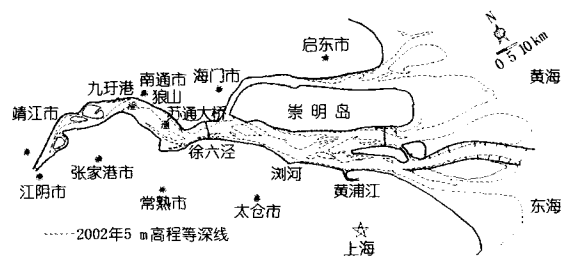 启东市
N
0 5 10 km
黄海
九圩港
南通市
狼山
海门市
苏通大桥
崇明岛
靖江市
徐六泾
张家港市
浏河
江阴市
常熟市
太仓市
黄浦江
东海
2002年5 m高程等深线
上海